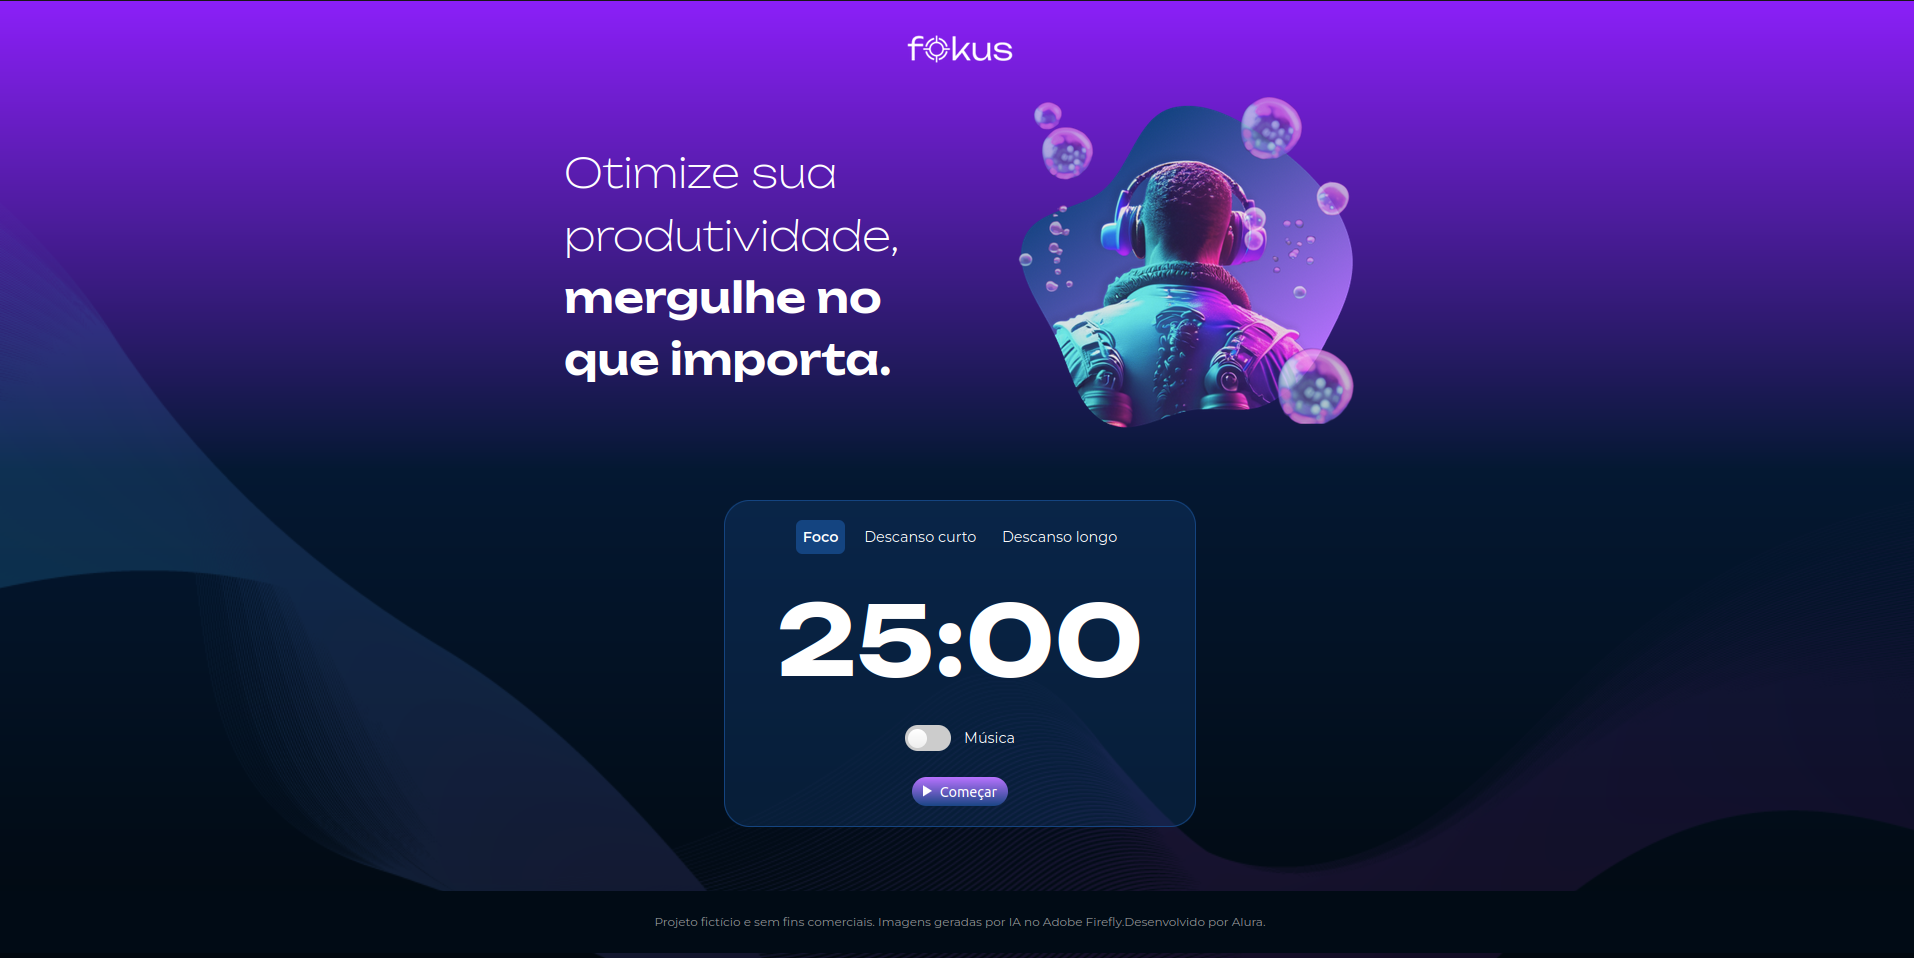 fokus
Otimize sua
produtividade,
mergulhe no
que importa.
Foco Descanso curto Descanso longo
25:00
Música
Começar
Projeto fictício e sem fins comerciais. Imagens geradas por IA no Adobe Firefly.Desenvolvido por Alura.